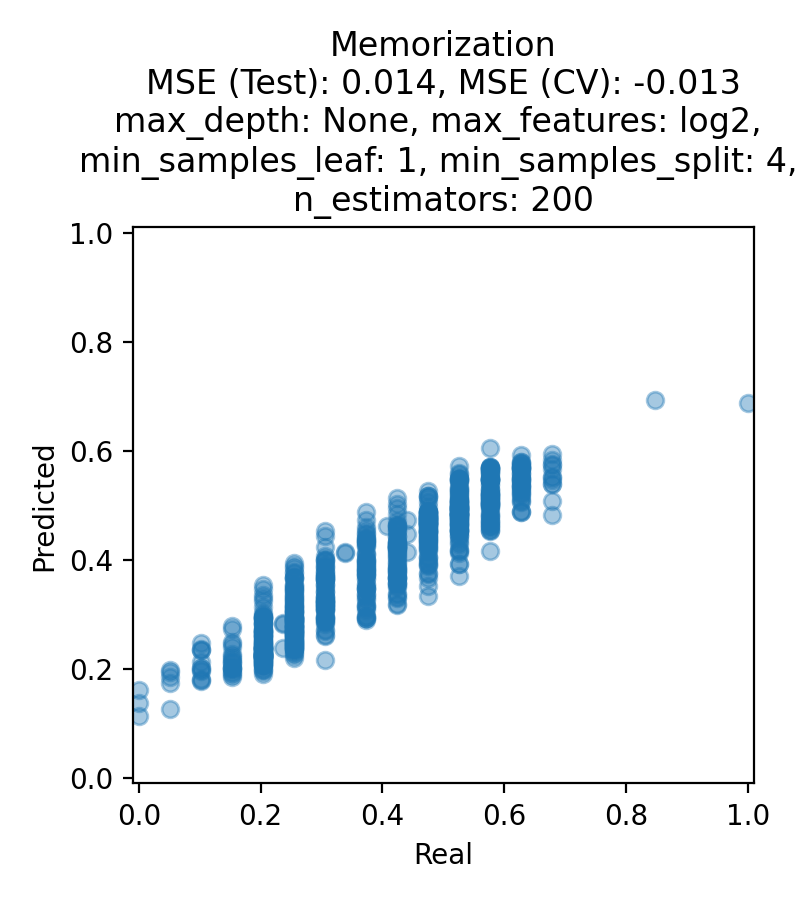 Memorization
MSE (Test): 0.014, MSE (CV): -0.013
max_depth: None, max_features: log2,
min_samples_leaf: 1, min_samples_split: 4,
n_estimators: 200
1.0
0.8
0.6
0.4
0.2
0.0
Predicted
0.0 0.2 0.4 0.6 0.8 1.0
Real